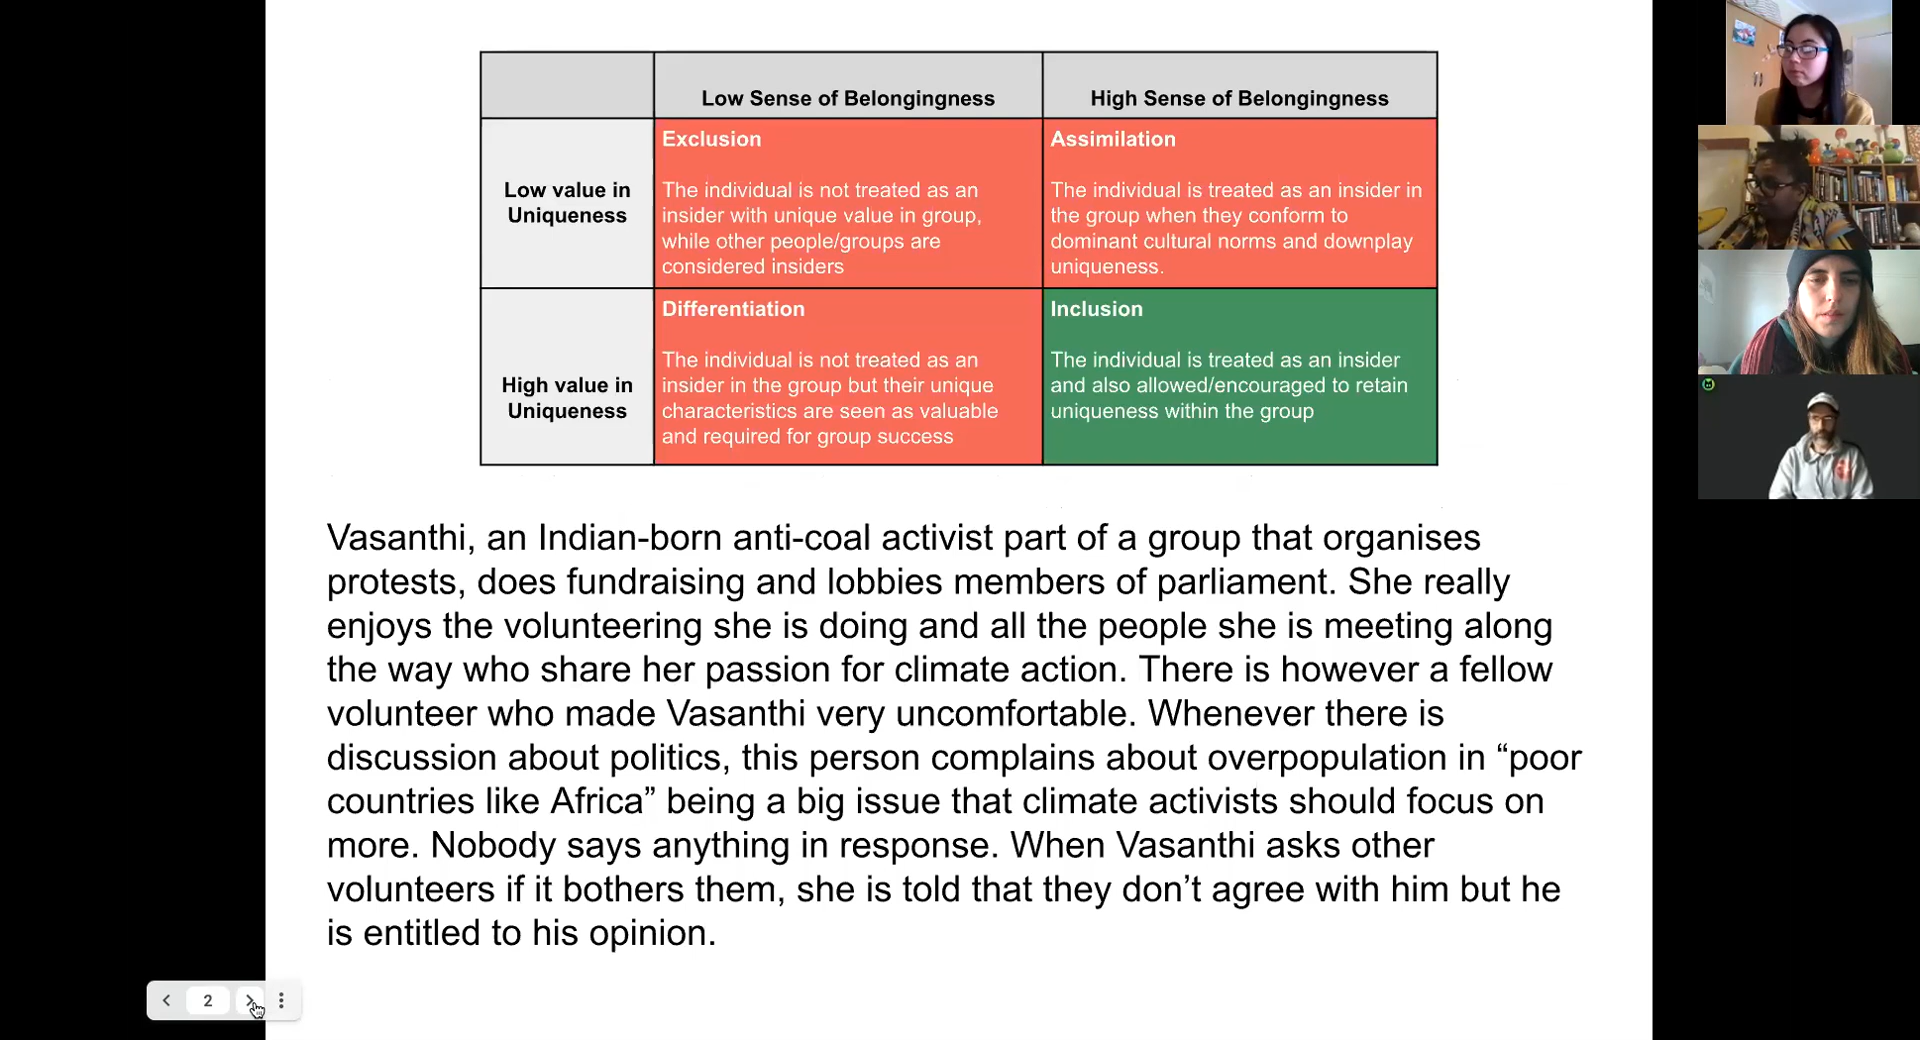 Low Sense of Belongingness
High Sense of Belongingness
Low value in
Uniqueness
Exclusion
The individual is not treated as an
insider with unique value in group,
while other people/groups are
considered insiders
Assimilation
The individual is treated as an insider in
the group when they conform to
dominant cultural norms and downplay
uniqueness.
High value in
Uniqueness
Differentiation
The individual is not treated as an
insider in the group but their unique
characteristics are seen as valuable
and required for group success
Inclusion
The individual is treated as an insider
and also allowed/encouraged to retain
uniqueness within the group
Vasanthi, an Indian-born anti-coal activist part of a group that organises
protests, does fundraising and lobbies members of parliament. She really
enjoys the volunteering she is doing and all the people she is meeting along
the way who share her passion for climate action. There is however a fellow
volunteer who made Vasanthi very uncomfortable. Whenever there is
discussion about politics, this person complains about overpopulation in “poor
countries like Africa” being a big issue that climate activists should focus on
more. Nobody says anything in response. When Vasanthi asks other
volunteers if it bothers them, she is told that they don’t agree with him but he
is entitled to his opinion.
2